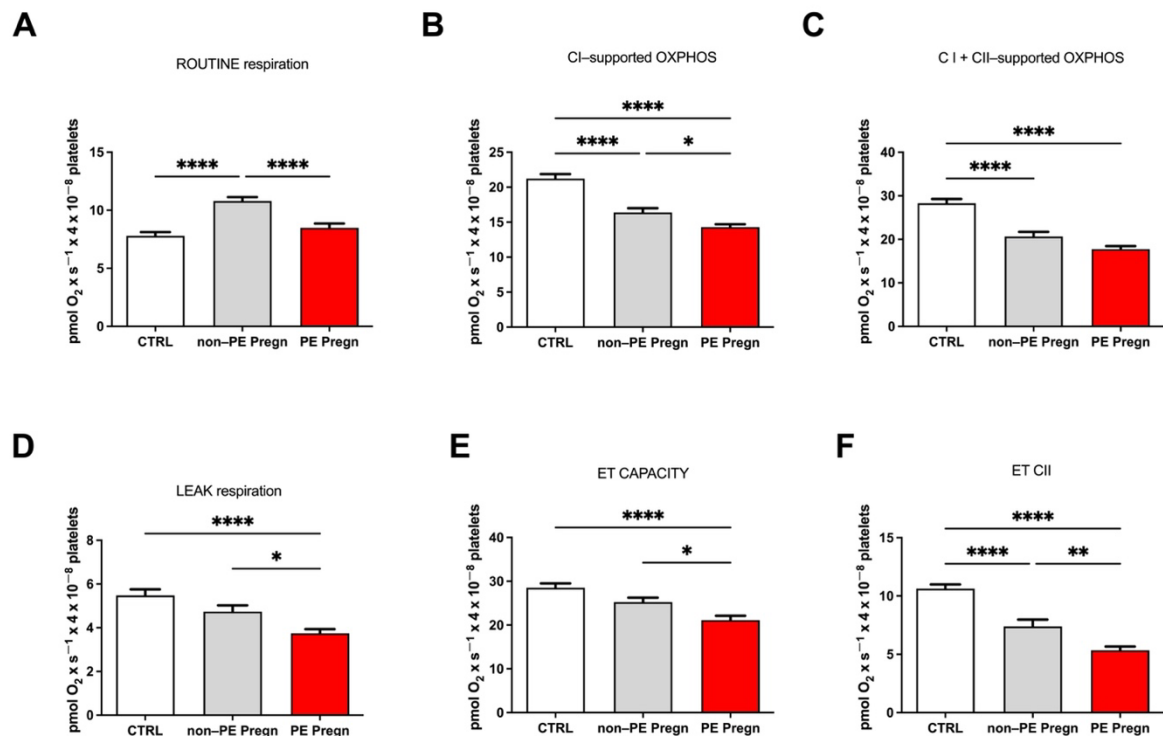 A
ROUTINE respiration
pmol O₂ x s⁻¹ x 4 x 10⁻⁸ platelets
15
10
5
0
**** ****
CTRL non–PE Pregn PE Pregn
B
CI–supported OXPHOS
pmol O₂ x s⁻¹ x 4 x 10⁻⁸ platelets
25
20
15
10
5
0
****
**** *
CTRL non–PE Pregn PE Pregn
C
C I + CII–supported OXPHOS
pmol O₂ x s⁻¹ x 4 x 10⁻⁸ platelets
40
30
20
10
0
****
****
CTRL non–PE Pregn PE Pregn
D
LEAK respiration
pmol O₂ x s⁻¹ x 4 x 10⁻⁸ platelets
8
6
4
2
0
****
*
CTRL non–PE Pregn PE Pregn
E
ET CAPACITY
pmol O₂ x s⁻¹ x 4 x 10⁻⁸ platelets
40
30
20
10
0
****
*
CTRL non–PE Pregn PE Pregn
F
ET CII
pmol O₂ x s⁻¹ x 4 x 10⁻⁸ platelets
15
10
5
0
****
**** **
CTRL non–PE Pregn PE Pregn